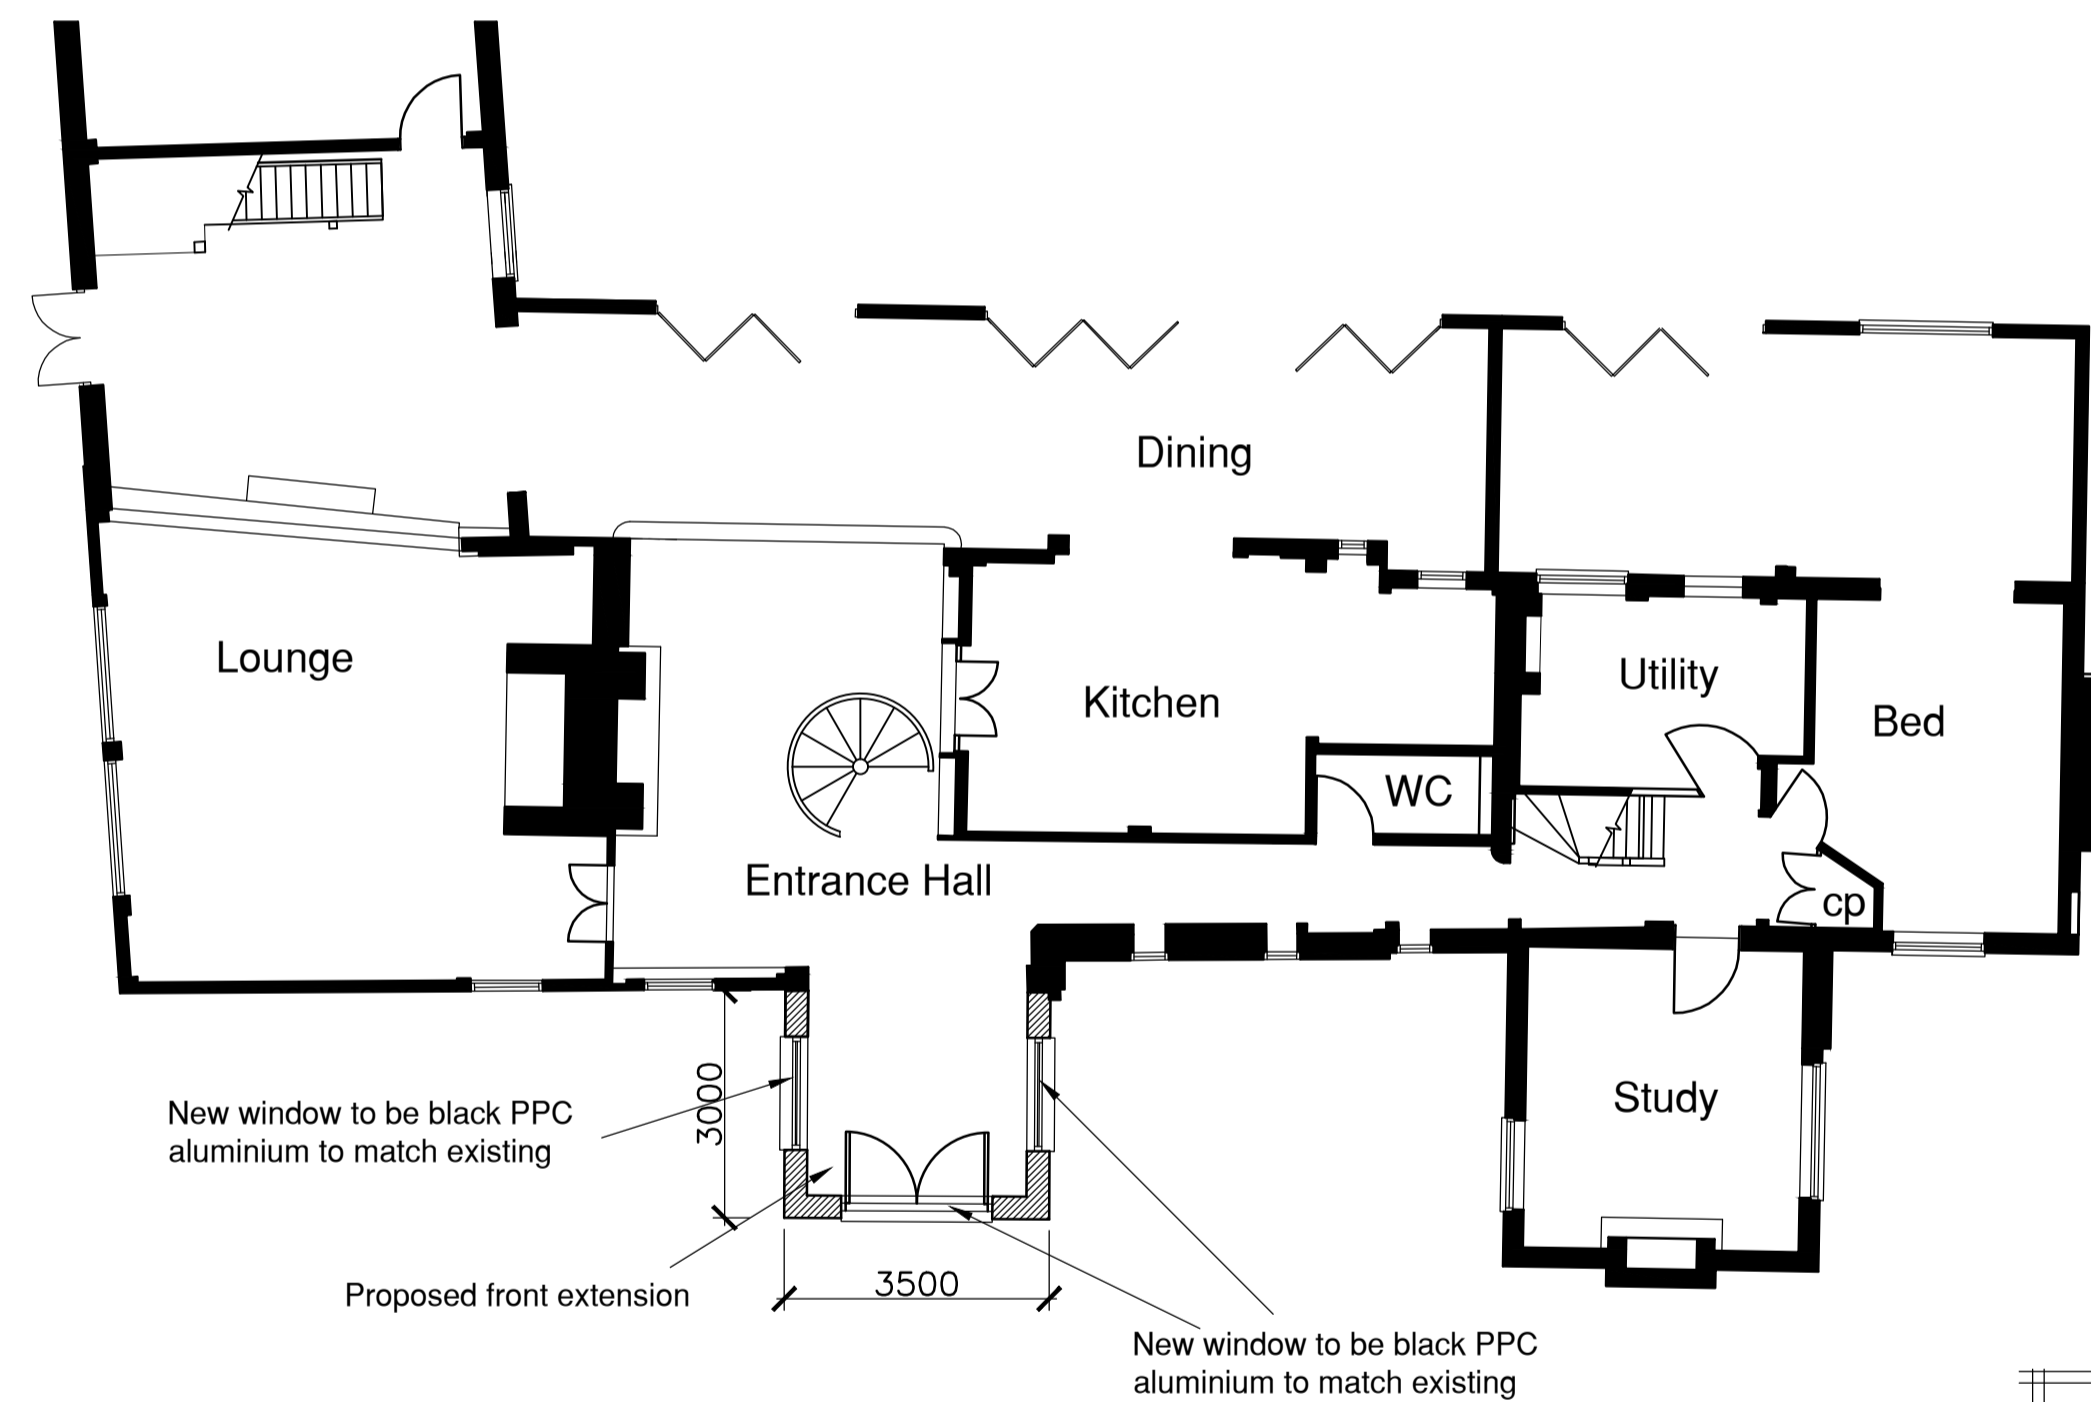 Dining
Lounge
Kitchen
Utility
Bed
WC
Entrance Hall
cp
Study
New window to be black PPC
aluminium to match existing
3000
Proposed front extension
3500
New window to be black PPC
aluminium to match existing